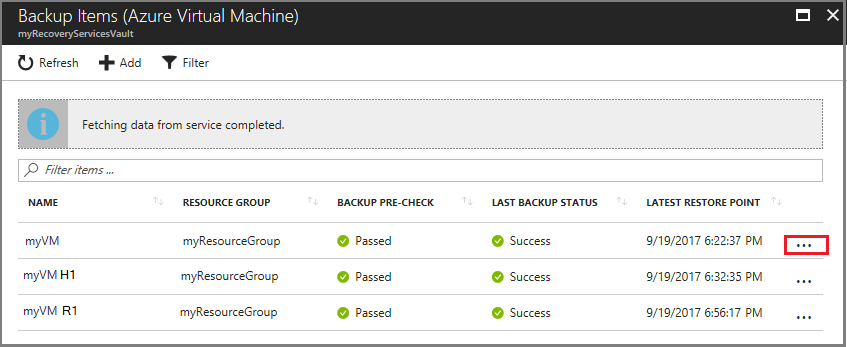 Backup Items (Azure Virtual Machine)
myRecoveryServicesVault
Refresh Add Filter
Fetching data from service completed.
Filter items ...
NAME RESOURCE GROUP BACKUP PRE-CHECK LAST BACKUP STATUS LATEST RESTORE POINT
myVM myResourceGroup Passed Success 9/19/2017 6:22:37 PM ...
myVM H1 myResourceGroup Passed Success 9/19/2017 6:32:35 PM ...
myVM R1 myResourceGroup Passed Success 9/19/2017 6:56:17 PM ...